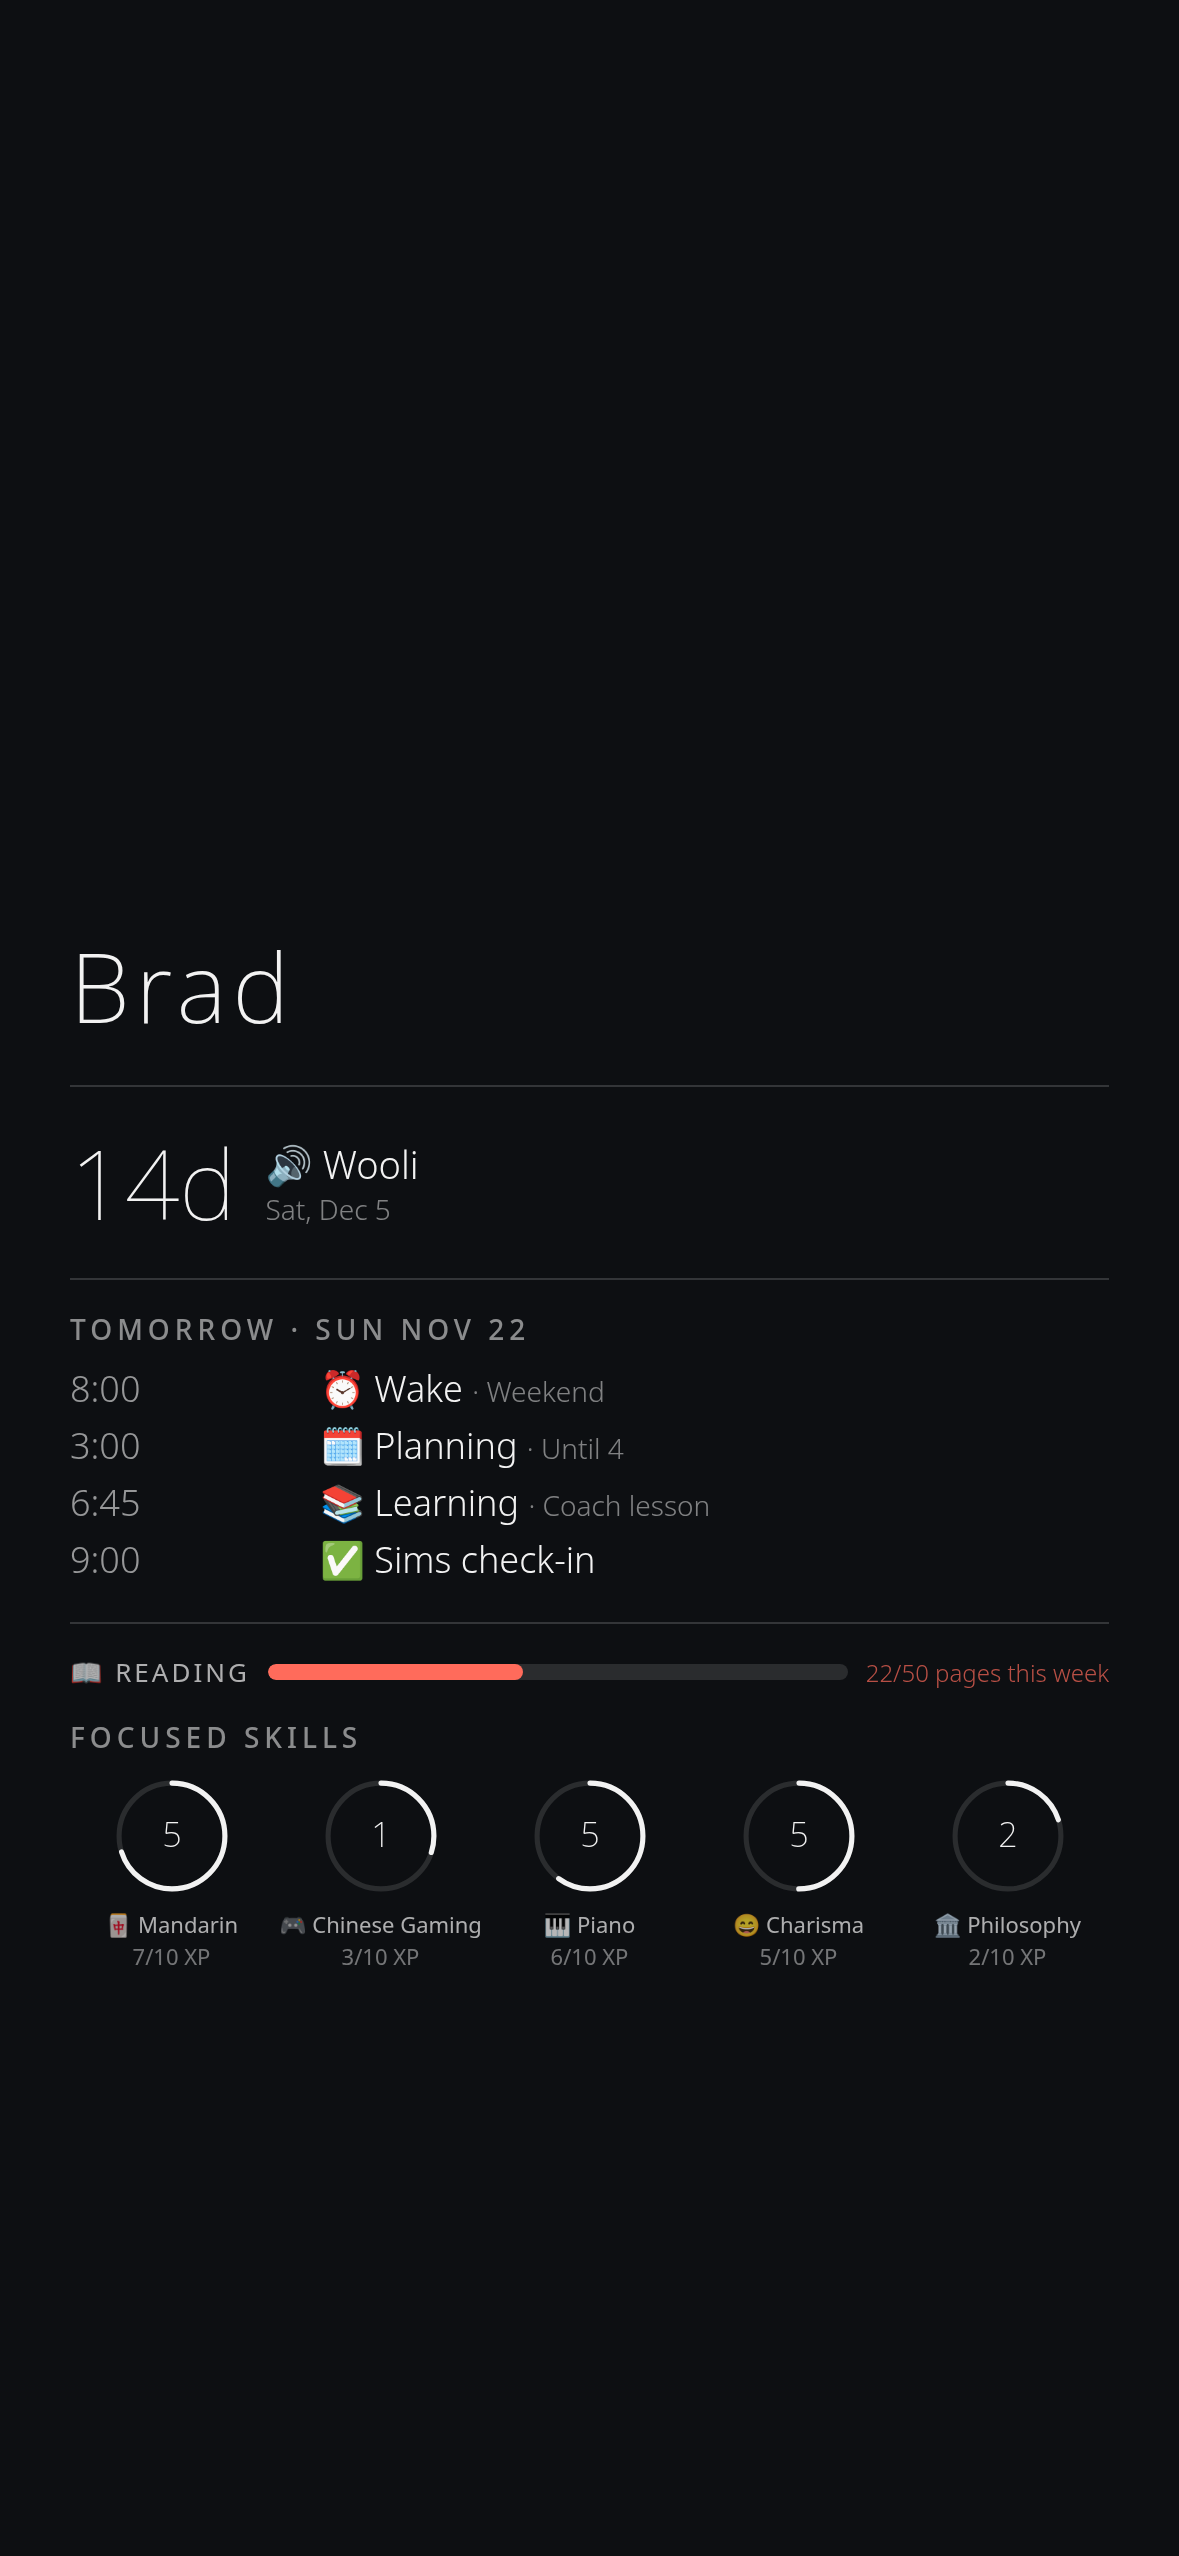 Brad
14d
🔊 Wooli
Sat, Dec 5
TOMORROW · SUN NOV 22
8:00 ⏰ Wake · Weekend
3:00 🗓️ Planning · Until 4
6:45 📚 Learning · Coach lesson
9:00 ✅ Sims check-in
📖 READING 22/50 pages this week
FOCUSED SKILLS
5 1 5 5 2
🀄 Mandarin 🎮 Chinese Gaming 🎹 Piano 😄 Charisma 🏛️ Philosophy
7/10 XP 3/10 XP 6/10 XP 5/10 XP 2/10 XP